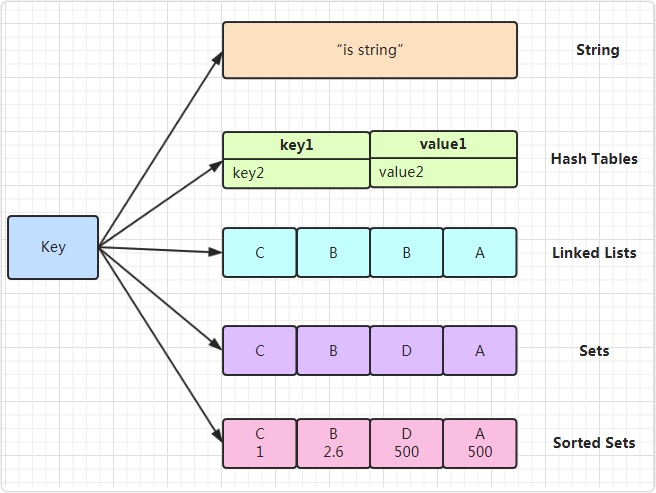 “is string”
String
key1 value1
key2 value2
Hash Tables
Key
C B B A
Linked Lists
C B D A
Sets
C B D A
1 2.6 500 500
Sorted Sets